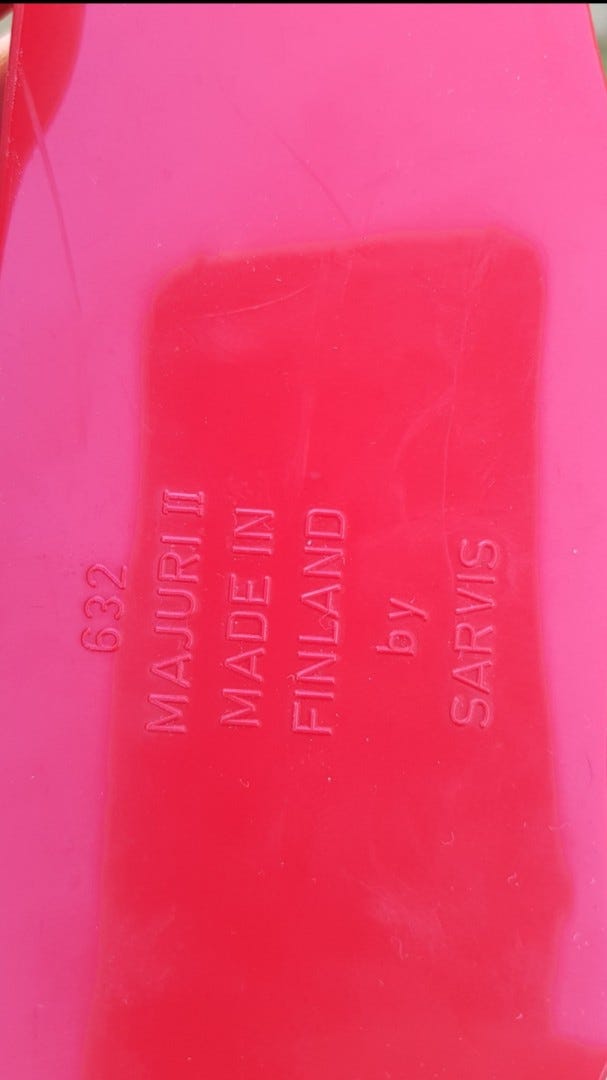 632
MAJURI II
MADE IN
FINLAND
by
SARVIS